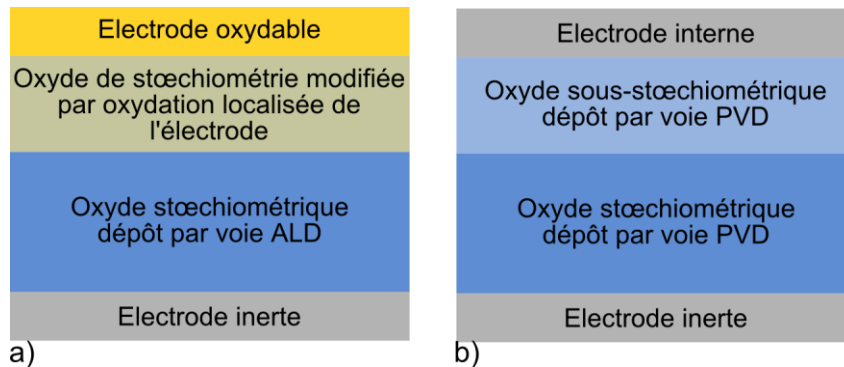 Electrode oxydable
Oxyde de stœchiométrie modifiée
par oxydation localisée de
l'électrode
Oxyde stœchiométrique
dépôt par voie ALD
Electrode inerte
a)
Electrode interne
Oxyde sous-stœchiométrique
dépôt par voie PVD
Oxyde stœchiométrique
dépôt par voie PVD
Electrode inerte
b)